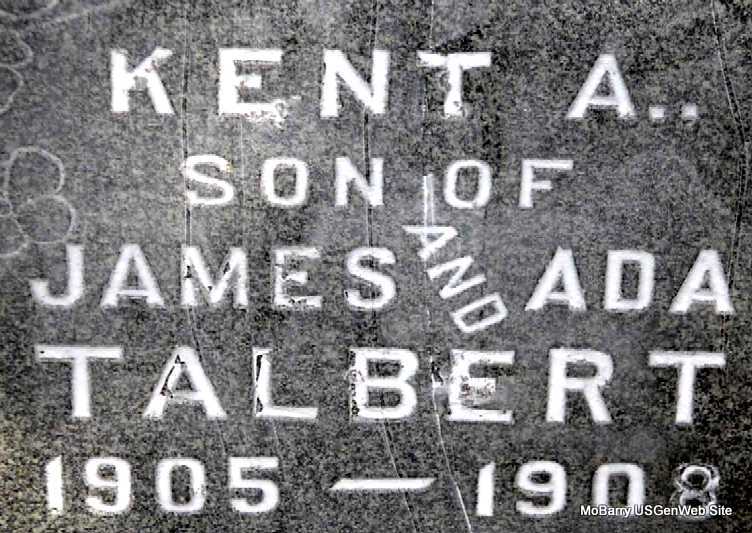 KENT A..
SON OF
JAMES AND ADA
TALBERT
1905 — 1908
MoBarry USGenWeb Site